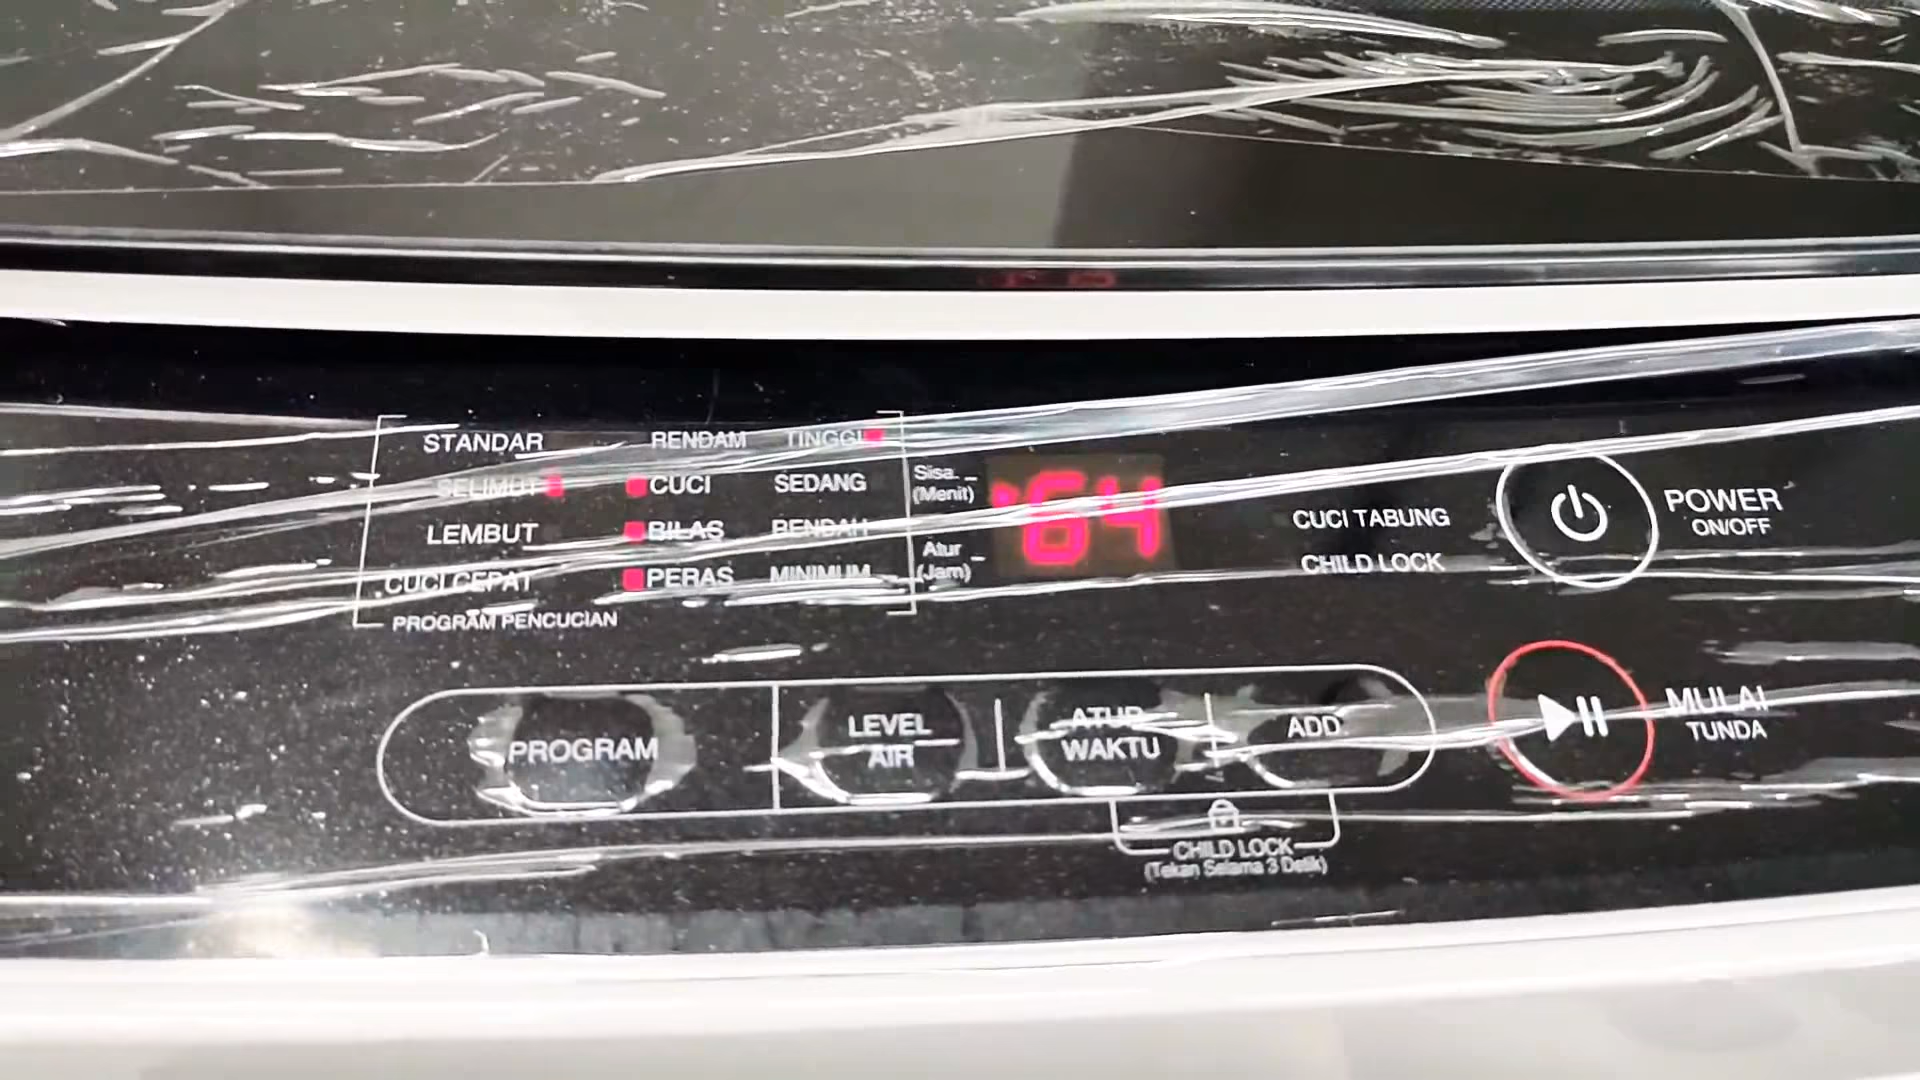 STANDAR RENDAM TINGGI
SELIMUT CUCI SEDANG
LEMBUT BILAS RENDAH
CUCI CEPAT PERAS MINIMUM
PROGRAM PENCUCIAN
Sisa
(Menit)
Atur
(Jam)
64
CUCI TABUNG
CHILD LOCK
POWER
ON/OFF
PROGRAM
LEVEL
AIR
ATUR
WAKTU
ADD
MULAI
TUNDA
CHILD LOCK
(Tekan Selama 3 Detik)